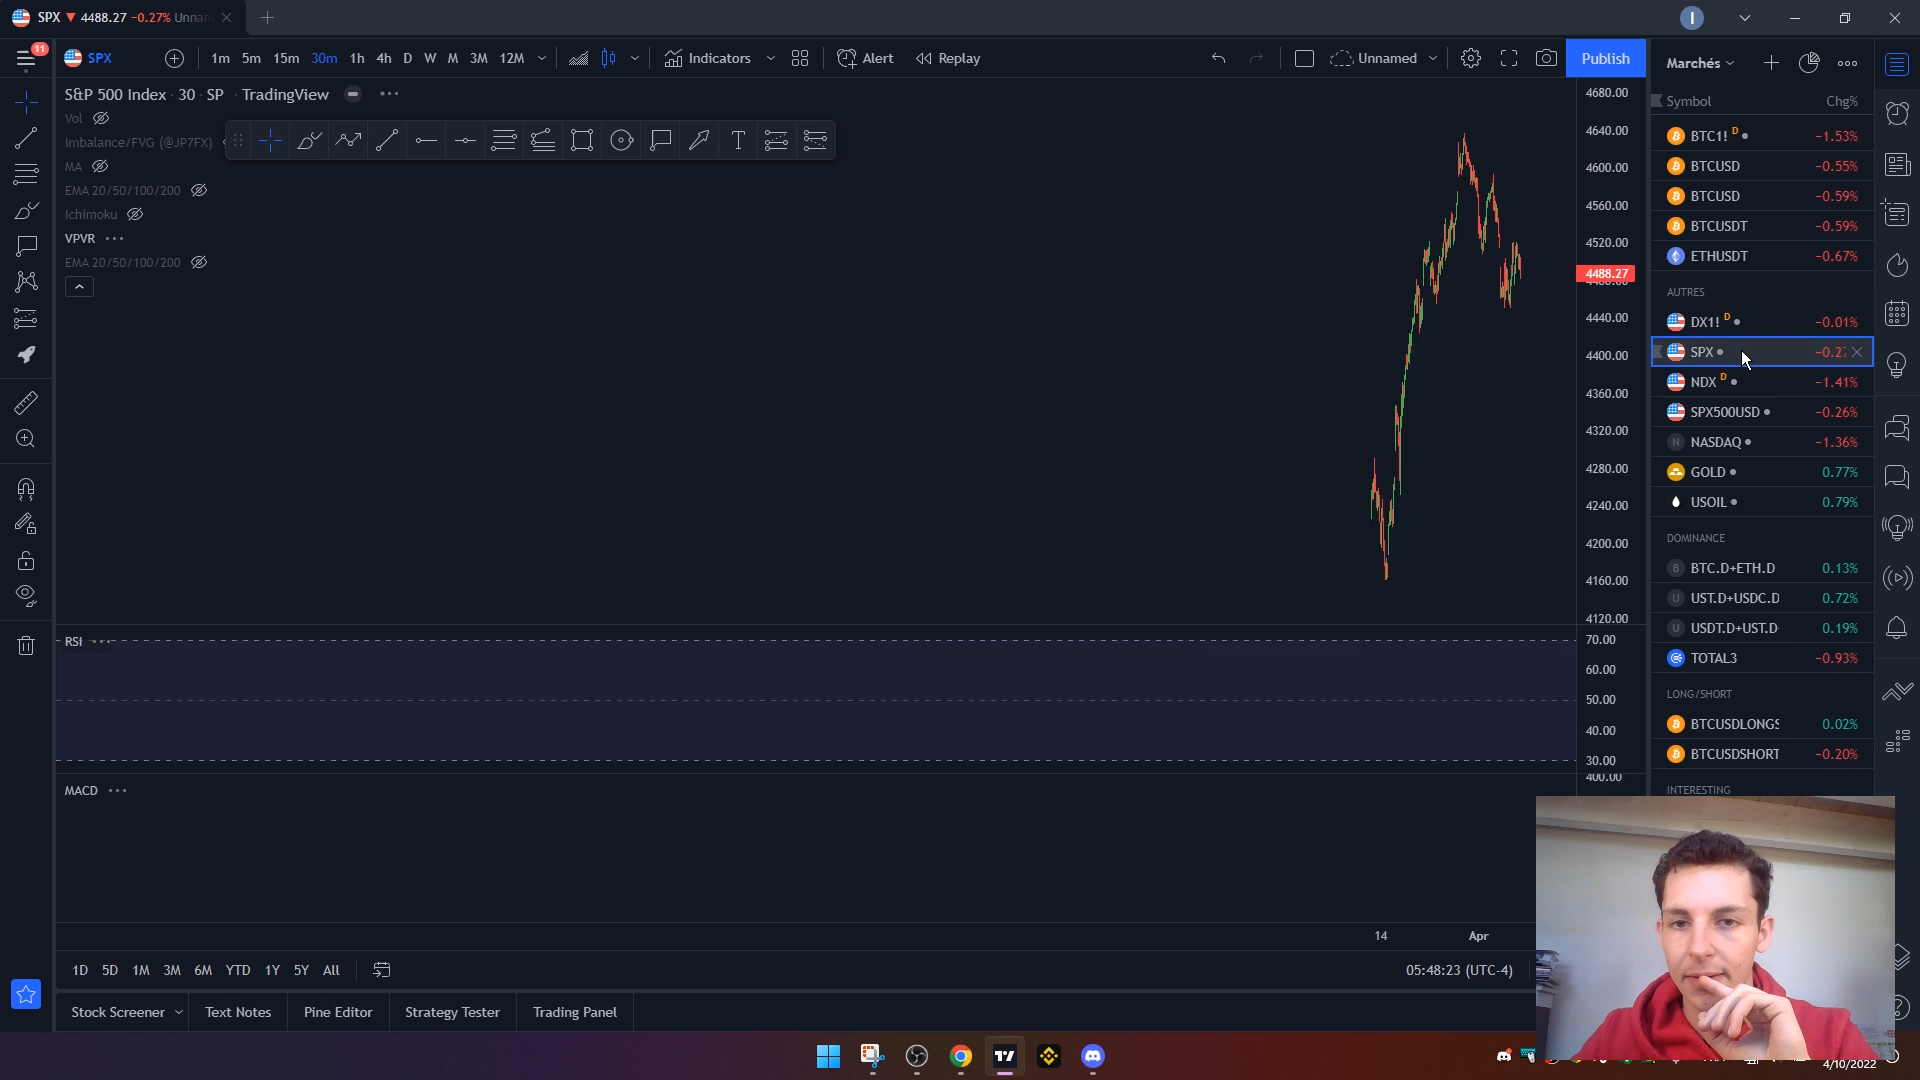 SPX ▼ 4488.27 −0.27% Unnam
I
11
SPX
1m 5m 15m 30m 1h 4h D W M 3M 12M
Indicators
Alert
Replay
Unnamed
Publish
S&P 500 Index · 30 · SP · TradingView
Vol
Imbalance/FVG (@JP7FX)
MA
EMA 20/50/100/200
Ichimoku
VPVR
EMA 20/50/100/200
4680.00
4640.00
4600.00
4560.00
4520.00
4488.27
4440.00
4400.00
4360.00
4320.00
4280.00
4240.00
4200.00
4160.00
4120.00
RSI
70.00
60.00
50.00
40.00
30.00
MACD
400.00
14 Apr
1D 5D 1M 3M 6M YTD 1Y 5Y All
05:48:23 (UTC-4)
Stock Screener
Text Notes
Pine Editor
Strategy Tester
Trading Panel
Marchés
Symbol Chg%
BTC1! D −1.53%
BTCUSD −0.55%
BTCUSD −0.59%
BTCUSDT −0.59%
ETHUSDT −0.67%
AUTRES
DX1! D −0.01%
SPX −0.27
NDX D −1.41%
SPX500USD −0.26%
NASDAQ −1.36%
GOLD 0.77%
USOIL 0.79%
DOMINANCE
BTC.D+ETH.D 0.13%
UST.D+USDC.D 0.72%
USDT.D+UST.D 0.19%
TOTAL3 −0.93%
LONG/SHORT
BTCUSDLONGS 0.02%
BTCUSDSHORT −0.20%
INTERESTING
4/10/2022